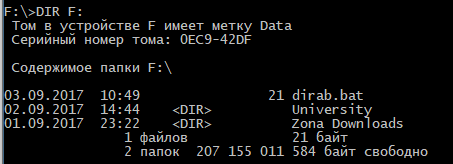 F:\>DIR F:
Том в устройстве F имеет метку Data
Серийный номер тома: 0EC9-42DF
Содержимое папки F:\
03.09.2017 10:49 21 dirab.bat
02.09.2017 14:44 <DIR> University
01.09.2017 23:22 <DIR> Zona Downloads
1 файлов 21 байт
2 папок 207 155 011 584 байт свободно